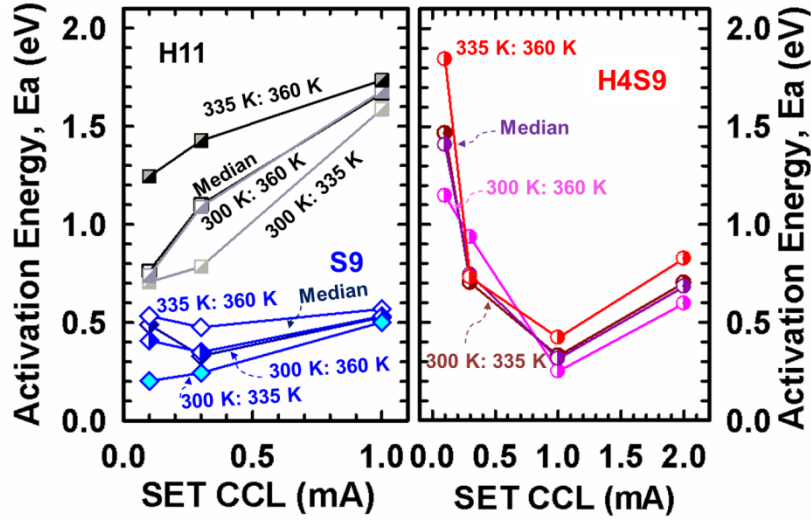 Activation Energy, Ea (eV)
2.0
1.5
1.0
0.5
0.0
H11
335 K: 360 K
Median
300 K: 360 K
300 K: 335 K
S9
335 K: 360 K
Median
300 K: 360 K
300 K: 335 K
0.0
0.5
1.0
SET CCL (mA)
335 K: 360 K
H4S9
Median
300 K: 360 K
300 K: 335 K
0.0
0.5
1.0
1.5
2.0
SET CCL (mA)
2.0
1.5
1.0
0.5
0.0
Activation Energy, Ea (eV)